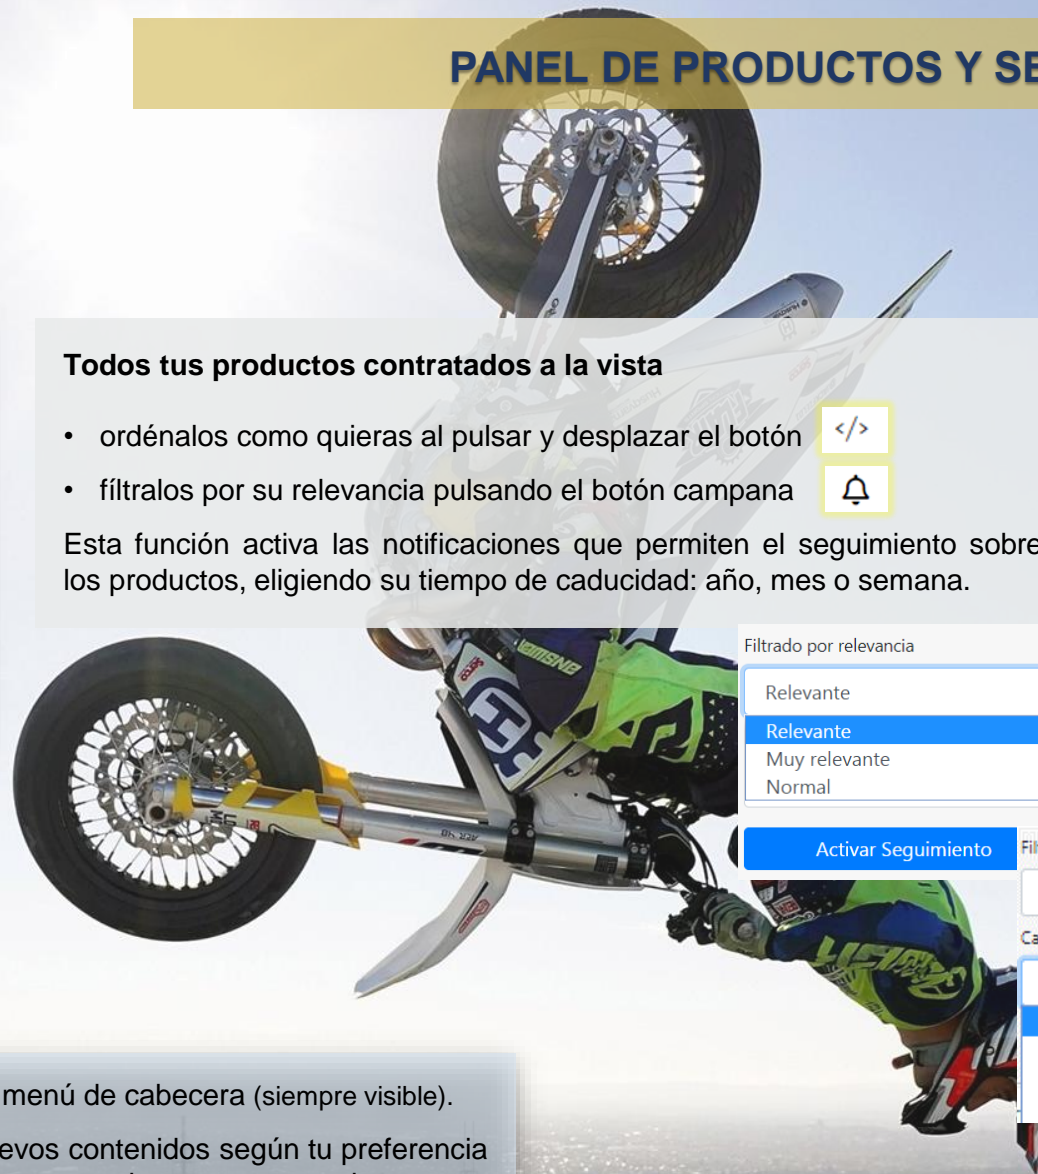 PANEL DE PRODUCTOS Y SE
Todos tus productos contratados a la vista
• ordénalos como quieras al pulsar y desplazar el botón </>
• fíltralos por su relevancia pulsando el botón campana
Esta función activa las notificaciones que permiten el seguimiento sobre
los productos, eligiendo su tiempo de caducidad: año, mes o semana.
Filtrado por relevancia
Relevante
Relevante
Muy relevante
Normal
Activar Seguimiento
Fil
Ca
menú de cabecera (siempre visible).
evos contenidos según tu preferencia